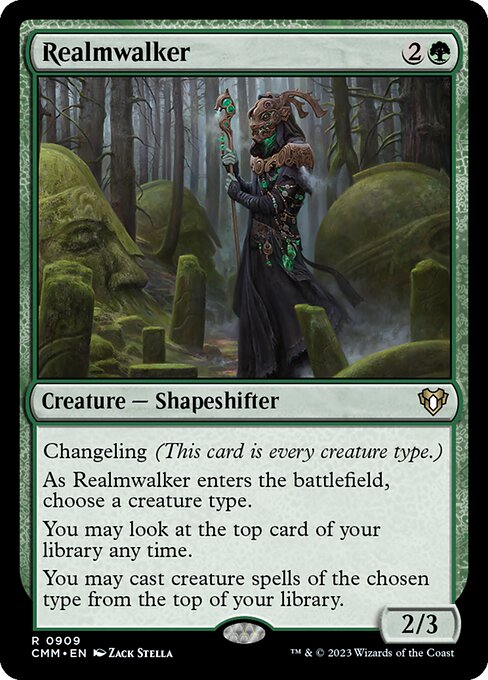 Realmwalker 2
Creature — Shapeshifter
Changeling (This card is every creature type.)
As Realmwalker enters the battlefield,
choose a creature type.
You may look at the top card of your
library any time.
You may cast creature spells of the chosen
type from the top of your library.
2/3
R 0909
CMM • EN Zack Stella
™ & © 2023 Wizards of the Coast